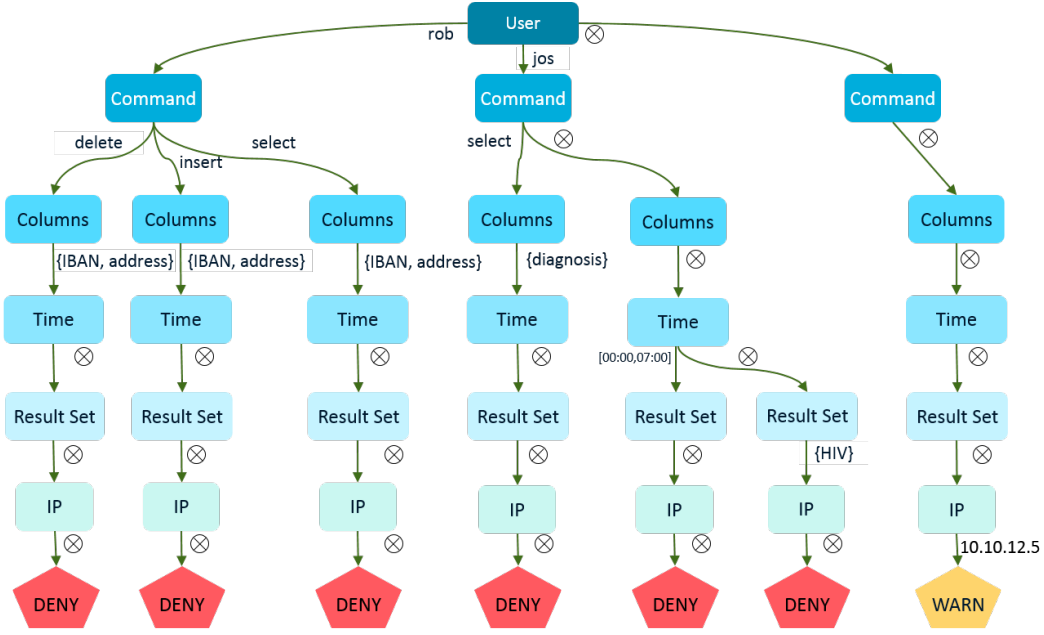 User
rob
jos
Command Command Command
delete insert select select
Columns Columns Columns Columns Columns Columns
{IBAN, address} {IBAN, address} {IBAN, address} {diagnosis}
Time Time Time Time Time Time
[00:00,07:00]
Result Set Result Set Result Set Result Set Result Set Result Set Result Set
{HIV}
IP IP IP IP IP IP IP
10.10.12.5
DENY DENY DENY DENY DENY DENY WARN